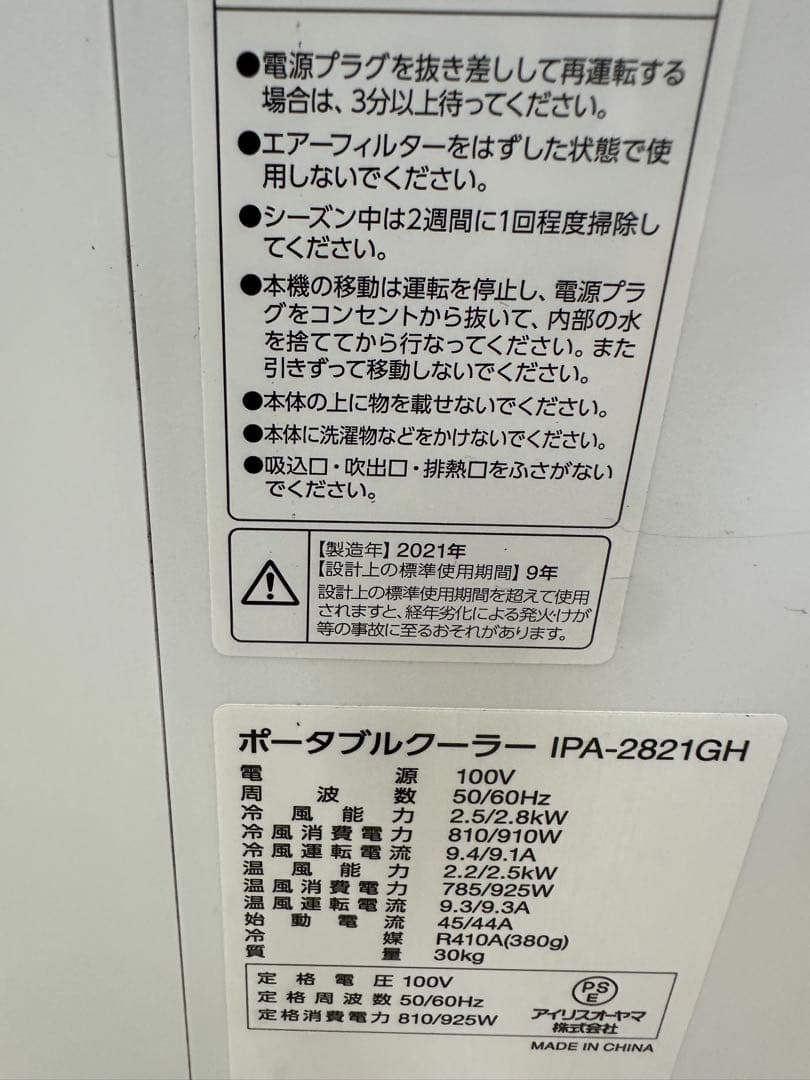 ●電源プラグを抜き差しして再運転する
場合は、3分以上待ってください。
●エアーフィルターをはずした状態で使
用しないでください。
●シーズン中は2週間に1回程度掃除し
てください。
●本機の移動は運転を停止し、電源プラ
グをコンセントから抜いて、内部の水
を捨ててから行なってください。また
引きずって移動しないでください。
●本体の上に物を載せないでください。
●本体に洗濯物などをかけないでください。
●吸込口・吹出口・排熱口をふさがない
でください。
【製造年】2021年
【設計上の標準使用期間】9年
設計上の標準使用期間を超えて使用
されますと、経年劣化による発火・けが
等の事故に至るおそれがあります。
ポータブルクーラー IPA-2821GH
電源 100V
周波数 50/60Hz
冷風能力 2.5/2.8kW
冷風消費電力 810/910W
冷風運転電流 9.4/9.1A
温風能力 2.2/2.5kW
温風消費電力 785/925W
温風運転電流 9.3/9.3A
始動電流 45/44A
冷媒 R410A(380g)
質量 30kg
定格電圧 100V
定格周波数 50/60Hz
定格消費電力 810/925W
PS
E
アイリスオーヤマ
株式会社
MADE IN CHINA